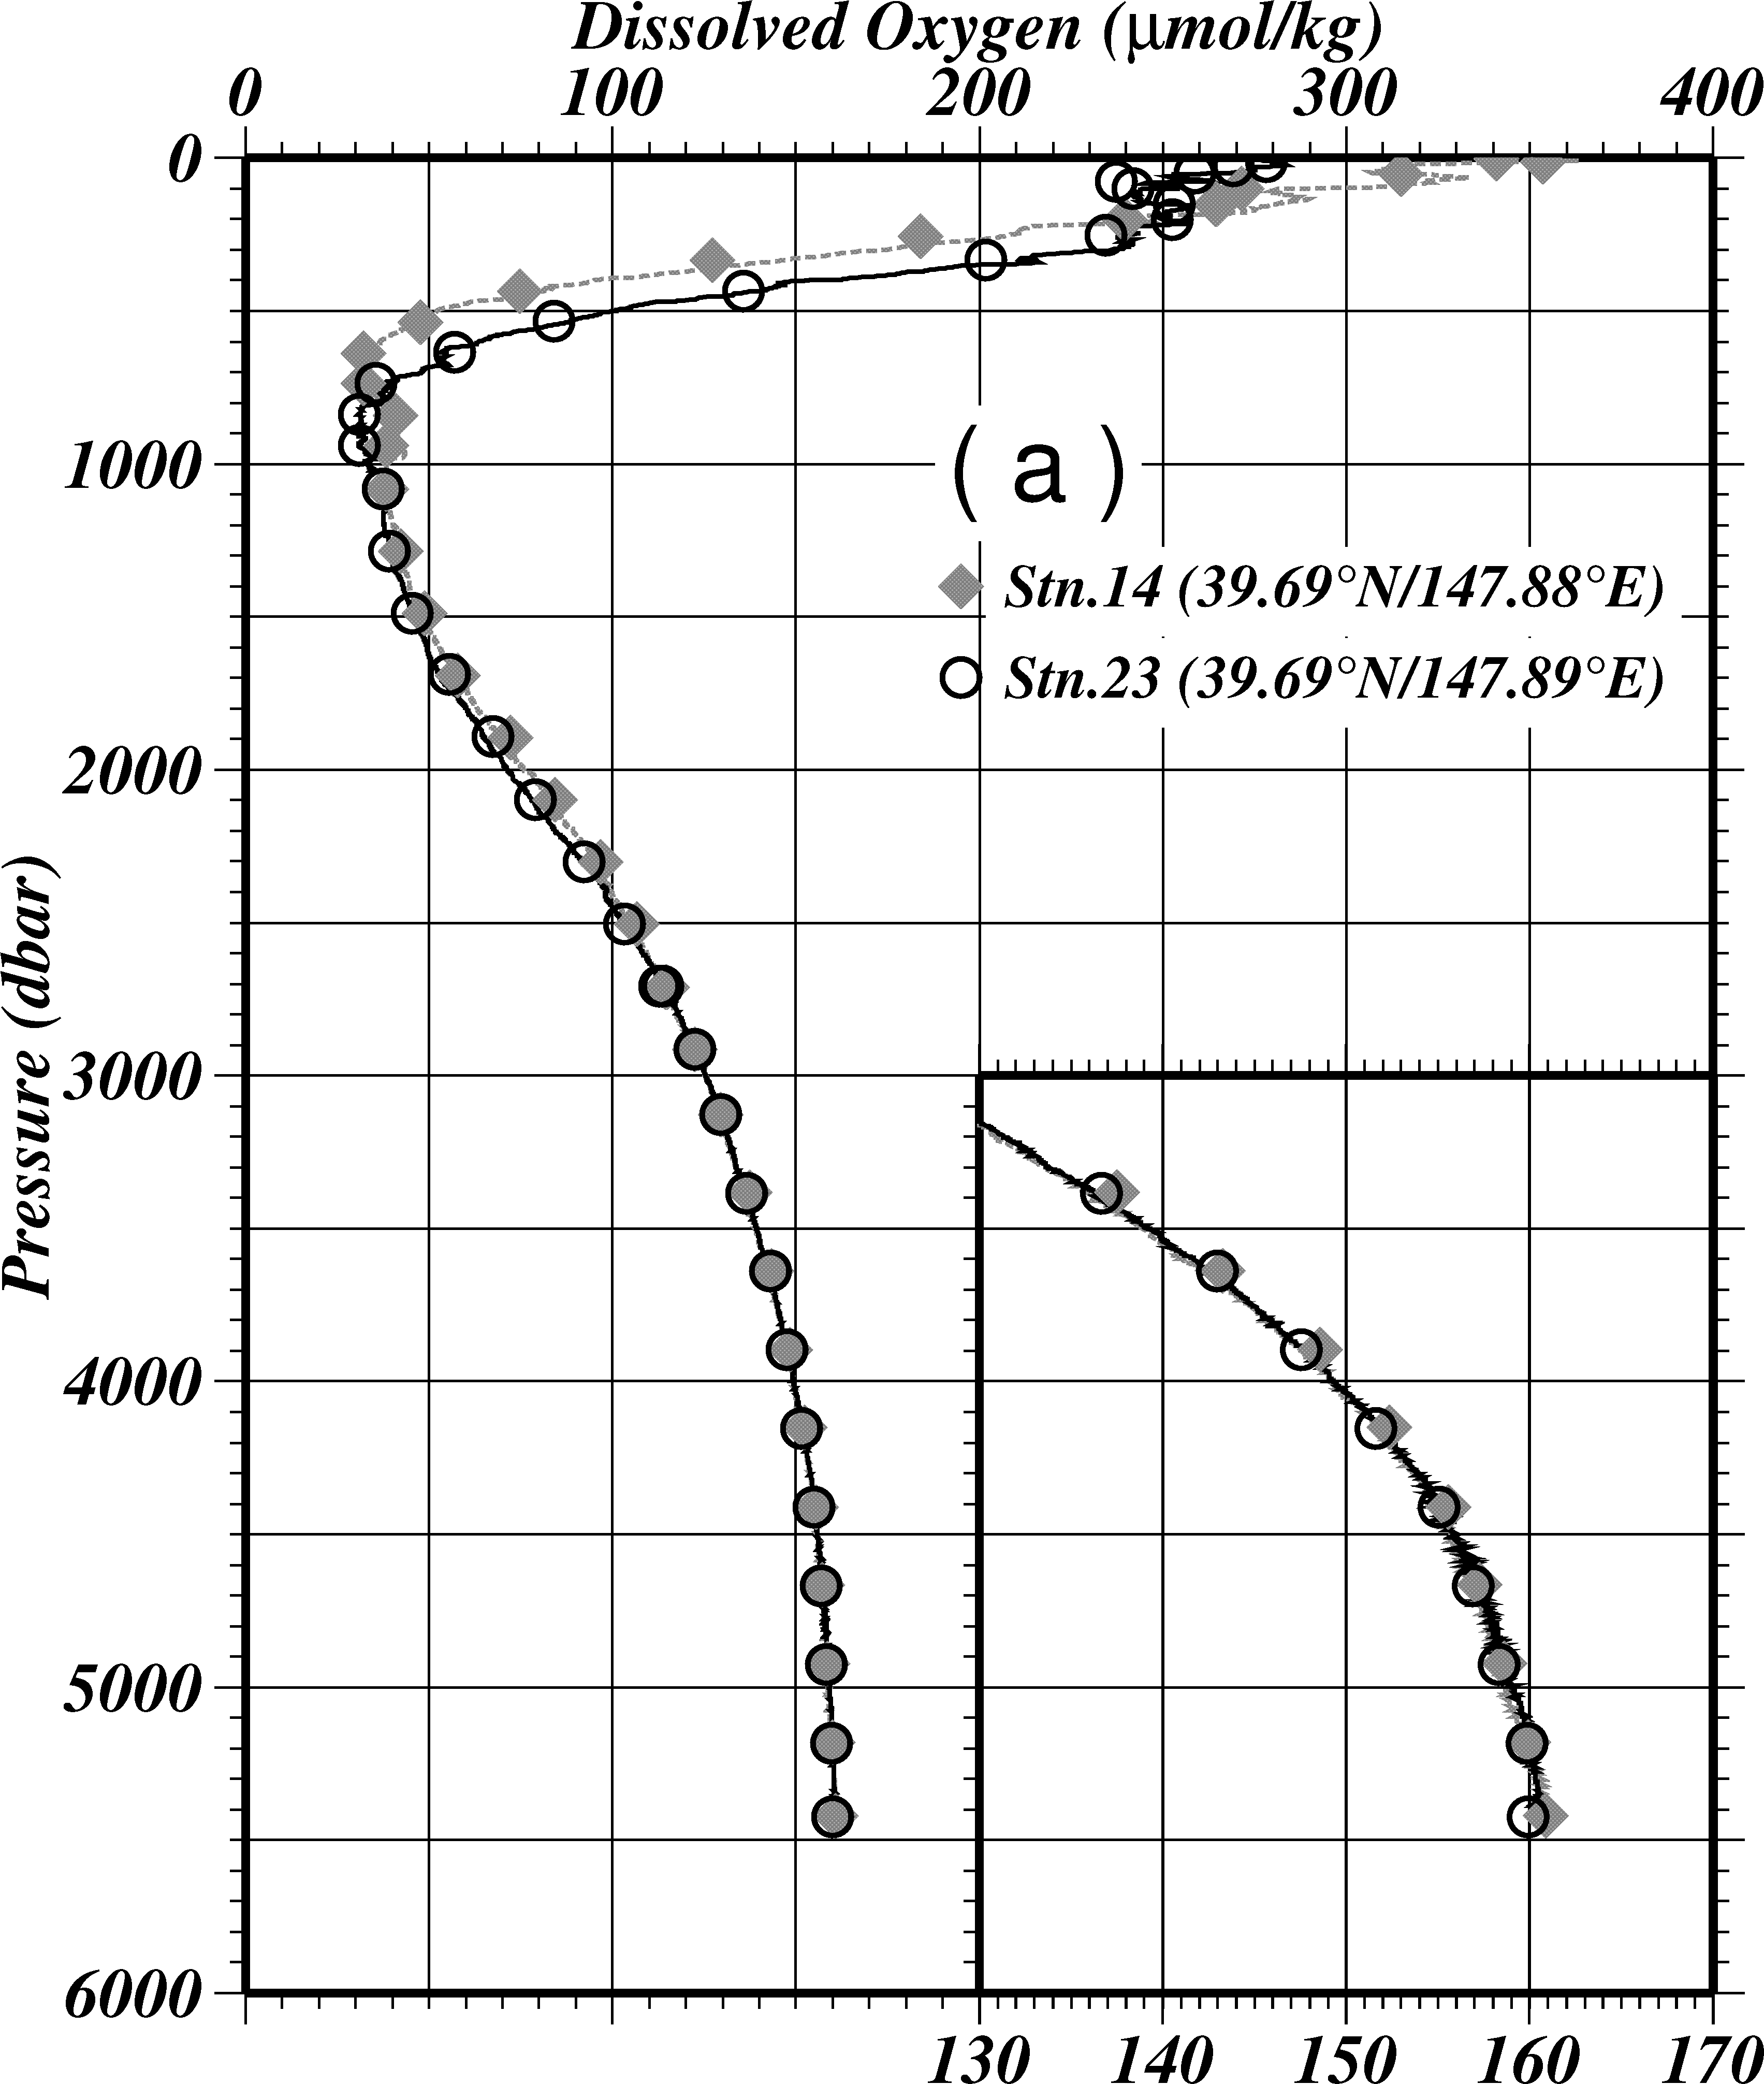 Dissolved Oxygen (μmol/kg)
0 100 200 300 400
0
1000
2000
3000
4000
5000
6000
Pressure (dbar)
( a )
Stn.14 (39.69°N/147.88°E)
Stn.23 (39.69°N/147.89°E)
130 140 150 160 170